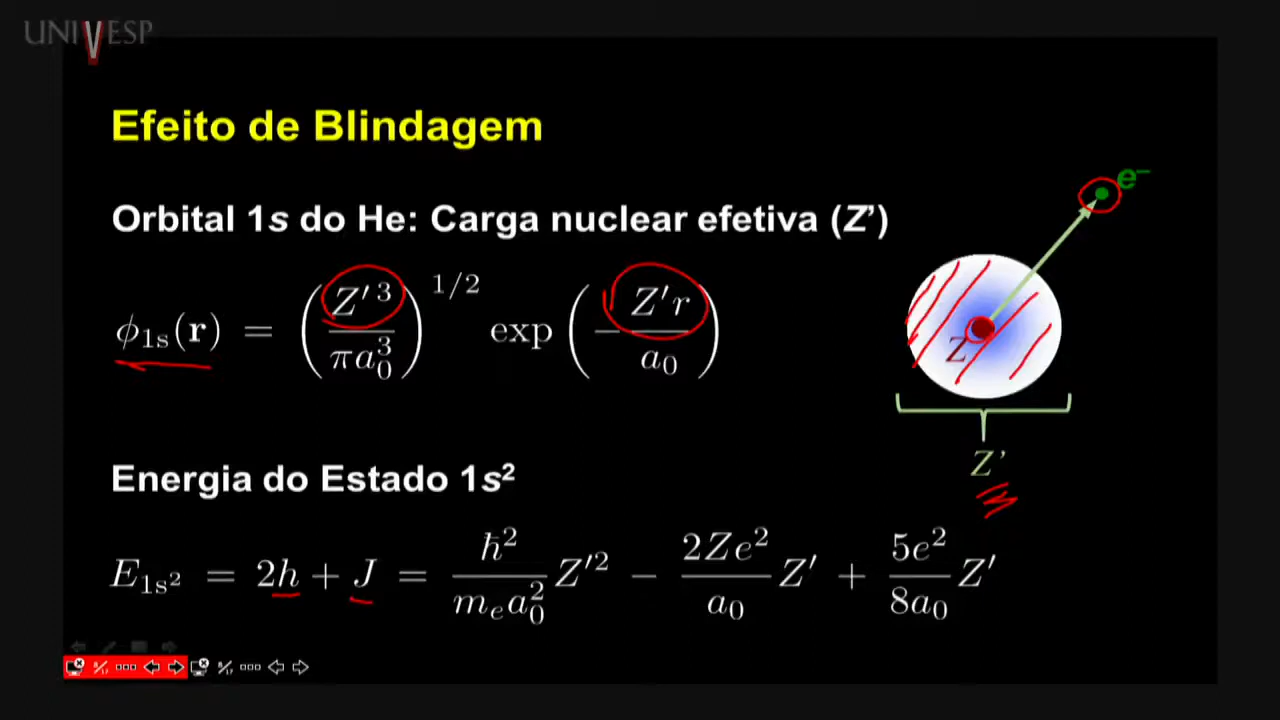 UNIVESP
Efeito de Blindagem
e⁻
Orbital 1s do He: Carga nuclear efetiva (Z’)
ϕ₁ₛ(r) = (Z′³ / πa₀³)^1/2 exp(− Z′r / a₀)
Z
Z’
Energia do Estado 1s²
E₁ₛ² = 2h + J = ħ² / mₑa₀² Z′² − 2Ze² / a₀ Z′ + 5e² / 8a₀ Z′